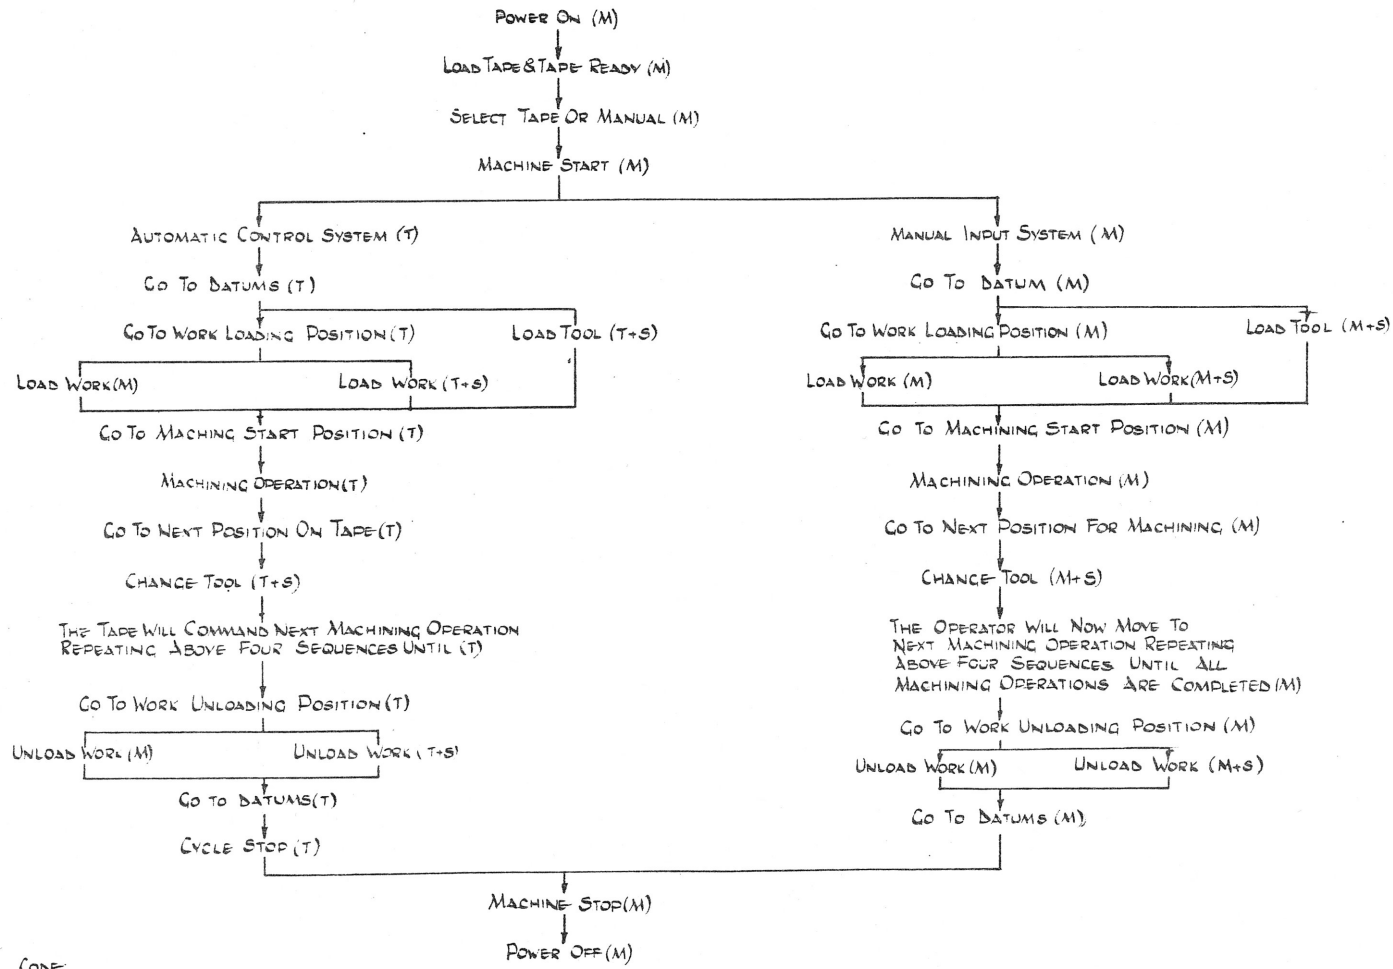 POWER ON (M)
LOAD TAPE & TAPE READY (M)
SELECT TAPE OR MANUAL (M)
MACHINE START (M)
AUTOMATIC CONTROL SYSTEM (T)
GO TO DATUMS (T)
GO TO WORK LOADING POSITION (T)
LOAD TOOL (T+S)
LOAD WORK (M)
LOAD WORK (T+S)
GO TO MACHING START POSITION (T)
MACHINING OPERATION (T)
GO TO NEXT POSITION ON TAPE (T)
CHANGE TOOL (T+S)
THE TAPE WILL COMMAND NEXT MACHINING OPERATION
REPEATING ABOVE FOUR SEQUENCES UNTIL (T)
GO TO WORK UNLOADING POSITION (T)
UNLOAD WORK (M)
UNLOAD WORK (T+S)
GO TO DATUMS (T)
CYCLE STOP (T)
MANUAL INPUT SYSTEM (M)
GO TO DATUM (M)
GO TO WORK LOADING POSITION (M)
LOAD TOOL (M+S)
LOAD WORK (M)
LOAD WORK (M+S)
GO TO MACHINING START POSITION (M)
MACHINING OPERATION (M)
GO TO NEXT POSITION FOR MACHINING (M)
CHANGE TOOL (M+S)
THE OPERATOR WILL NOW MOVE TO
NEXT MACHINING OPERATION REPEATING
ABOVE FOUR SEQUENCES UNTIL ALL
MACHINING OPERATIONS ARE COMPLETED (M)
GO TO WORK UNLOADING POSITION (M)
UNLOAD WORK (M)
UNLOAD WORK (M+S)
GO TO DATUMS (M)
MACHINE STOP (M)
POWER OFF (M)
CODE